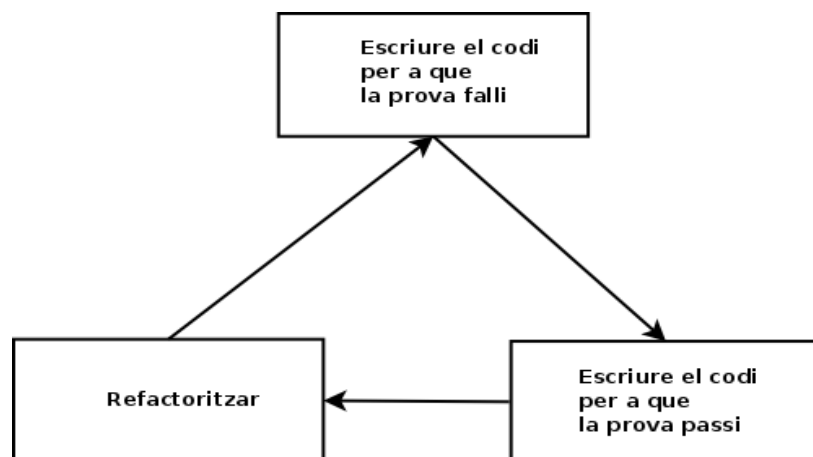 Escriure el codi
per a que
la prova falli
Refactoritzar
Escriure el codi
per a que
la prova passi